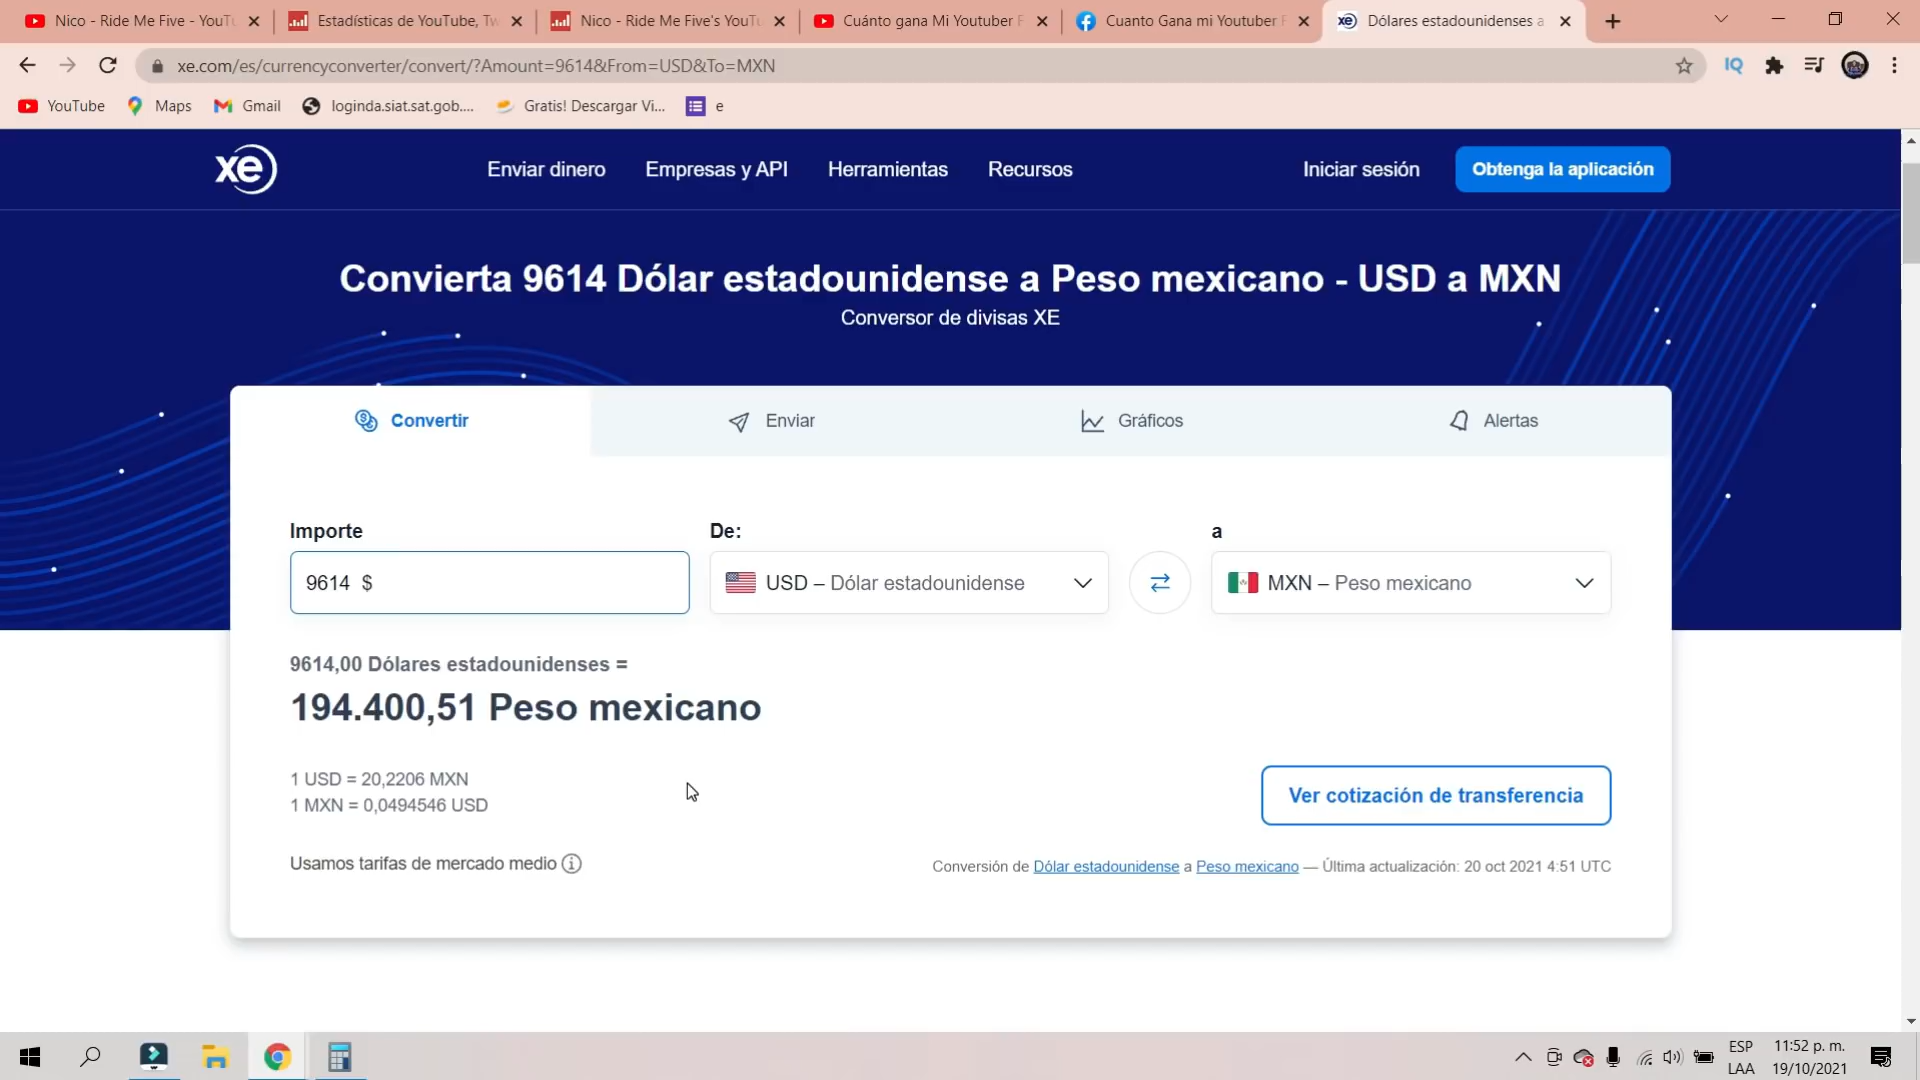 Nico - Ride Me Five - YouTu
Estadísticas de YouTube, Tw
Nico - Ride Me Five's YouTu
Cuánto gana Mi Youtuber F
Cuanto Gana mi Youtuber F
xe Dólares estadounidenses a
xe.com/es/currencyconverter/convert/?Amount=9614&From=USD&To=MXN
IQ
YouTube
Maps
Gmail
loginda.siat.sat.gob....
Gratis! Descargar Vi...
e
xe
Enviar dinero
Empresas y API
Herramientas
Recursos
Iniciar sesión
Obtenga la aplicación
Convierta 9614 Dólar estadounidense a Peso mexicano - USD a MXN
Conversor de divisas XE
Convertir
Enviar
Gráficos
Alertas
Importe
De:
a
9614 $
USD – Dólar estadounidense
MXN – Peso mexicano
9614,00 Dólares estadounidenses =
194.400,51 Peso mexicano
1 USD = 20,2206 MXN
1 MXN = 0,0494546 USD
Ver cotización de transferencia
Usamos tarifas de mercado medio
Conversión de Dólar estadounidense a Peso mexicano — Última actualización: 20 oct 2021 4:51 UTC
ESP
LAA
11:52 p. m.
19/10/2021